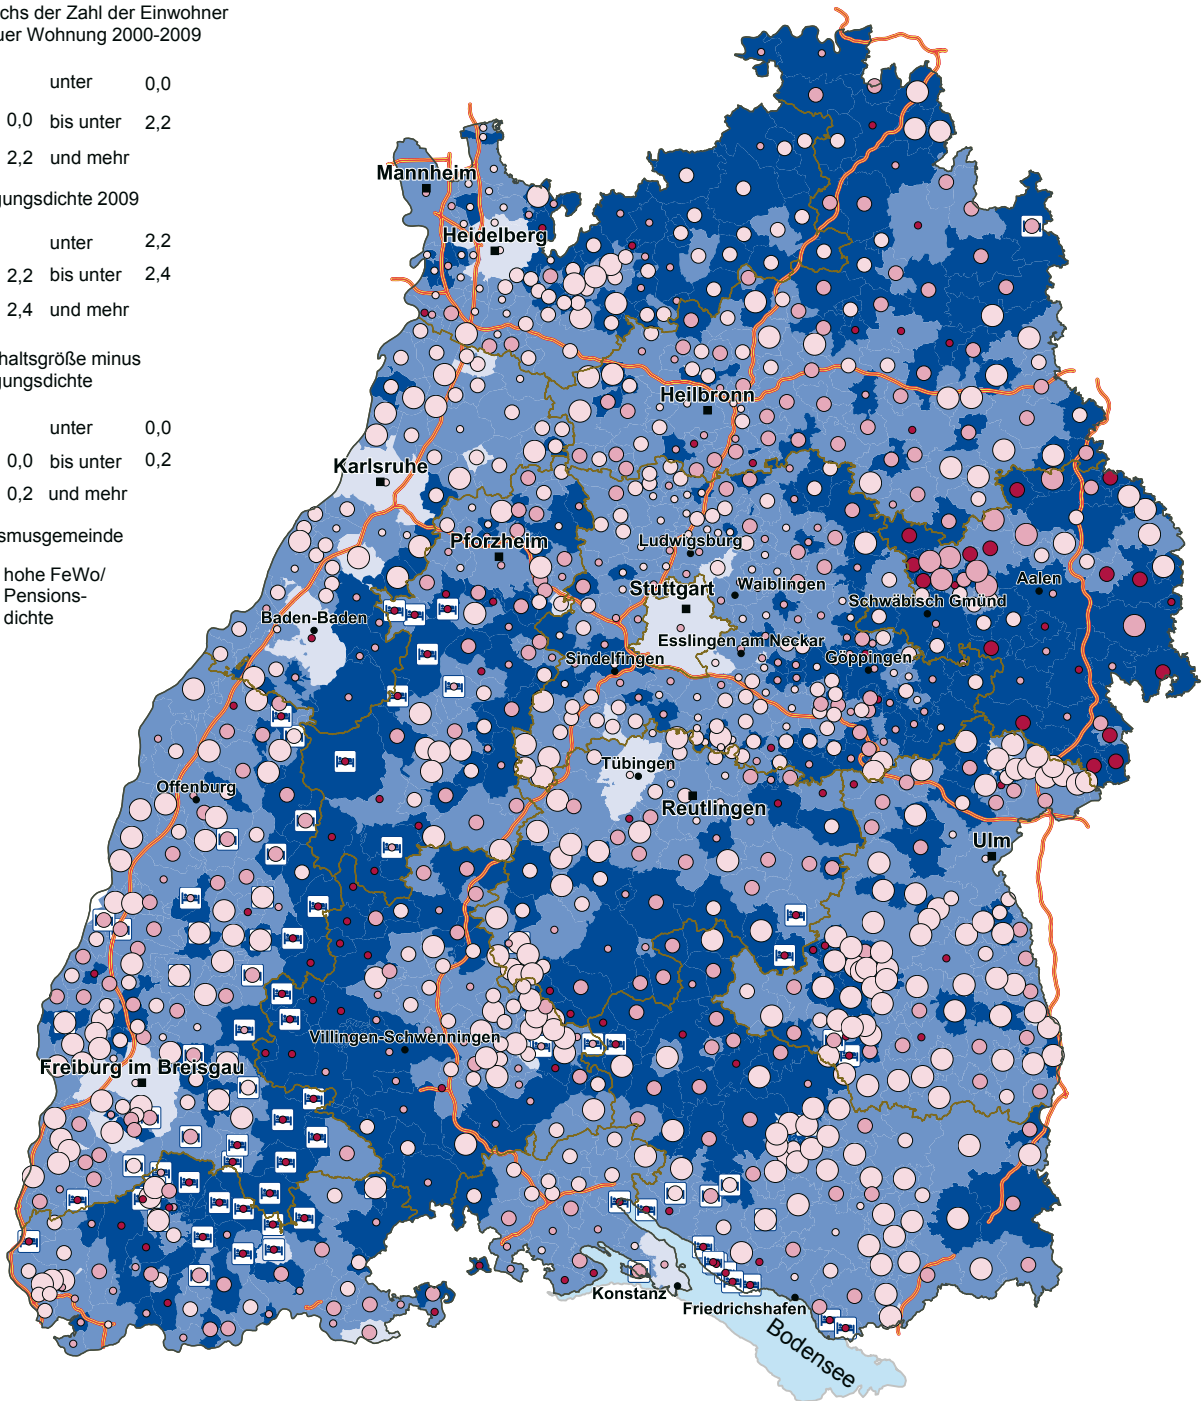 chs der Zahl der Einwohner
uer Wohnung 2000-2009
unter 0,0
0,0 bis unter 2,2
2,2 und mehr
gungsdichte 2009
unter 2,2
2,2 bis unter 2,4
2,4 und mehr
haltsgröße minus
gungsdichte
unter 0,0
0,0 bis unter 0,2
0,2 und mehr
smusgemeinde
hohe FeWo/
Pensions-
dichte
Mannheim
Heidelberg
Heilbronn
Karlsruhe
Pforzheim
Ludwigsburg
Stuttgart
Waiblingen
Aalen
Schwäbisch Gmünd
Baden-Baden
Esslingen am Neckar
Sindelfingen
Göppingen
Tübingen
Offenburg
Reutlingen
Ulm
Villingen-Schwenningen
Freiburg im Breisgau
Konstanz
Friedrichshafen
Bodensee